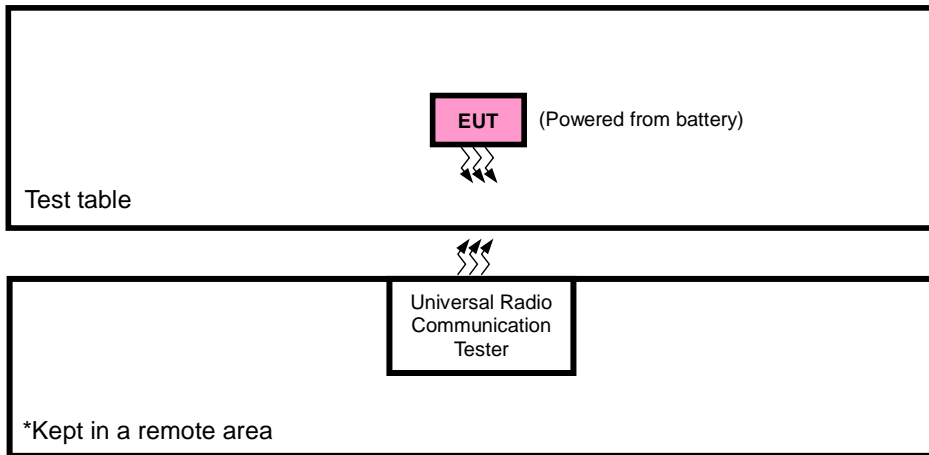 EUT
(Powered from battery)
Test table
Universal Radio
Communication
Tester
*Kept in a remote area